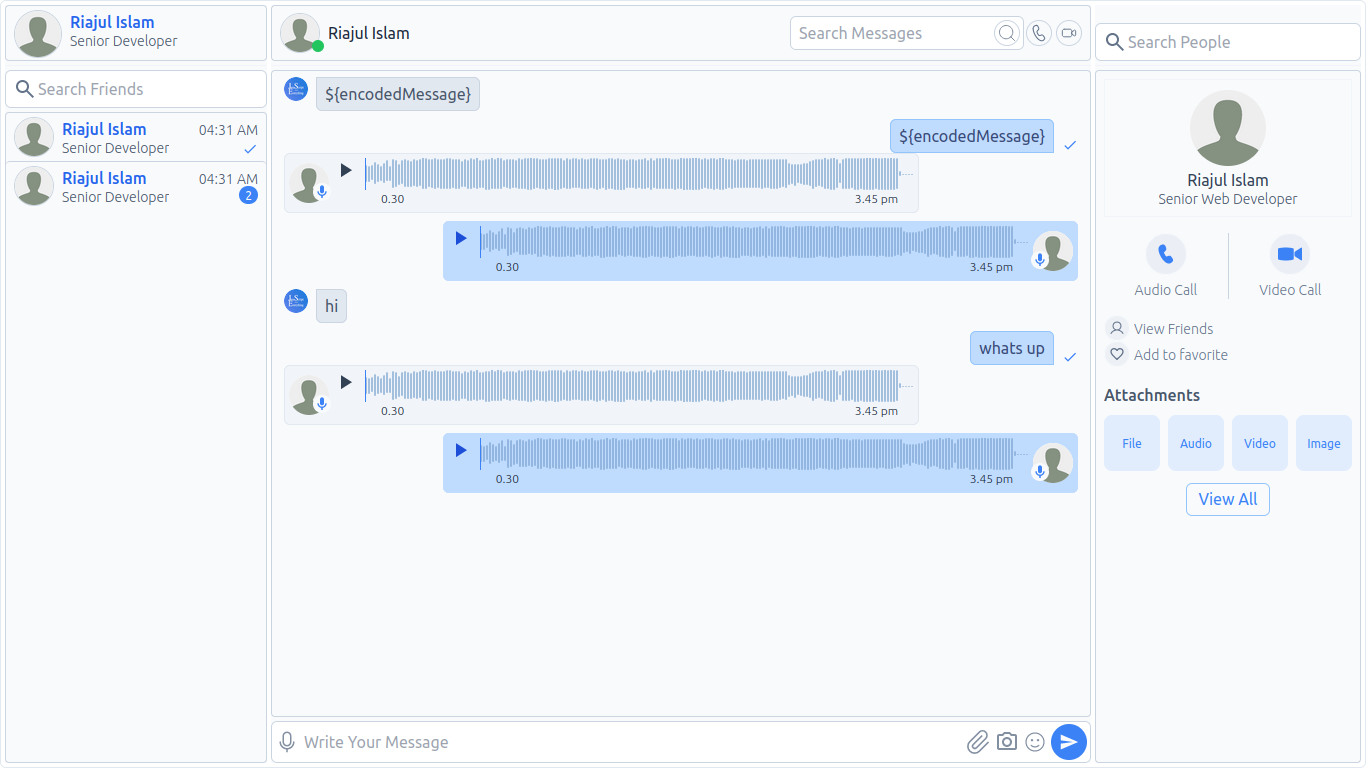 Riajul Islam
Senior Developer
Search Friends
Riajul Islam 04:31 AM
Senior Developer
Riajul Islam 04:31 AM
Senior Developer 2
Riajul Islam
Search Messages
${encodedMessage}
${encodedMessage}
0.30 3.45 pm
0.30 3.45 pm
hi
whats up
0.30 3.45 pm
0.30 3.45 pm
Write Your Message
Search People
Riajul Islam
Senior Web Developer
Audio Call Video Call
View Friends
Add to favorite
Attachments
File Audio Video Image
View All